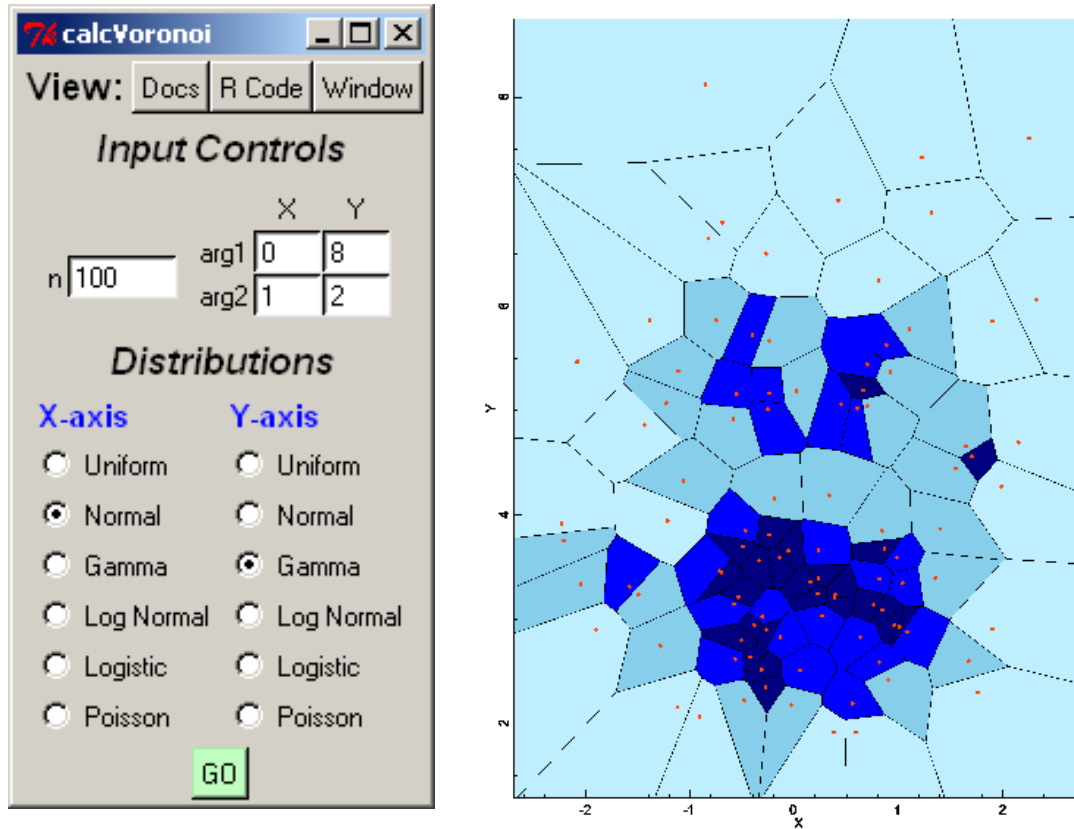 calcVoronoi
View: Docs R Code Window
Input Controls
X Y
arg1 0 8
n 100
arg2 1 2
Distributions
X-axis Y-axis
Uniform Uniform
Normal Normal
Gamma Gamma
Log Normal Log Normal
Logistic Logistic
Poisson Poisson
GO
8
6
Y
4
2
-2 -1 0 1 2
X